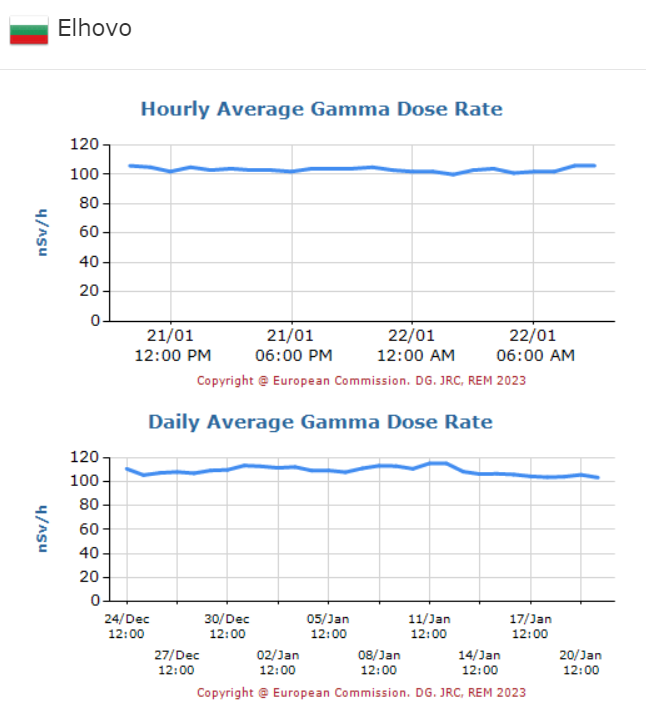 Elhovo
Hourly Average Gamma Dose Rate
120
100
80
60
40
20
0
nSv/h
21/01 21/01 22/01 22/01
12:00 PM 06:00 PM 12:00 AM 06:00 AM
Copyright @ European Commission. DG. JRC, REM 2023
Daily Average Gamma Dose Rate
120
100
80
60
40
20
0
nSv/h
24/Dec 30/Dec 05/Jan 11/Jan 17/Jan
12:00 12:00 12:00 12:00 12:00
27/Dec 02/Jan 08/Jan 14/Jan 20/Jan
12:00 12:00 12:00 12:00 12:00
Copyright @ European Commission. DG. JRC, REM 2023